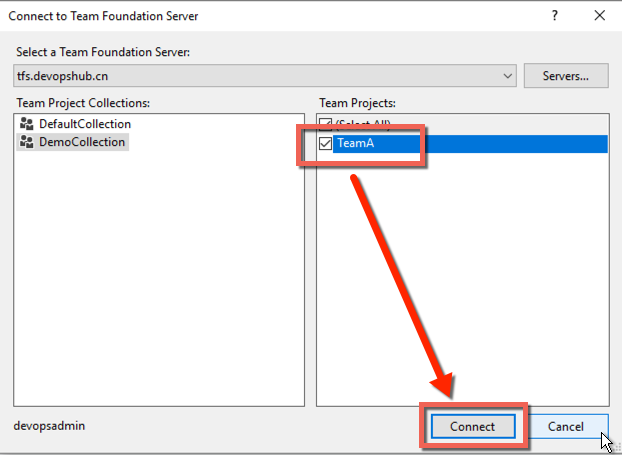 Connect to Team Foundation Server
?
Select a Team Foundation Server:
tfs.devopshub.cn
Servers...
Team Project Collections:
Team Projects:
DefaultCollection
DemoCollection
(Select All)
TeamA
devopsadmin
Connect
Cancel